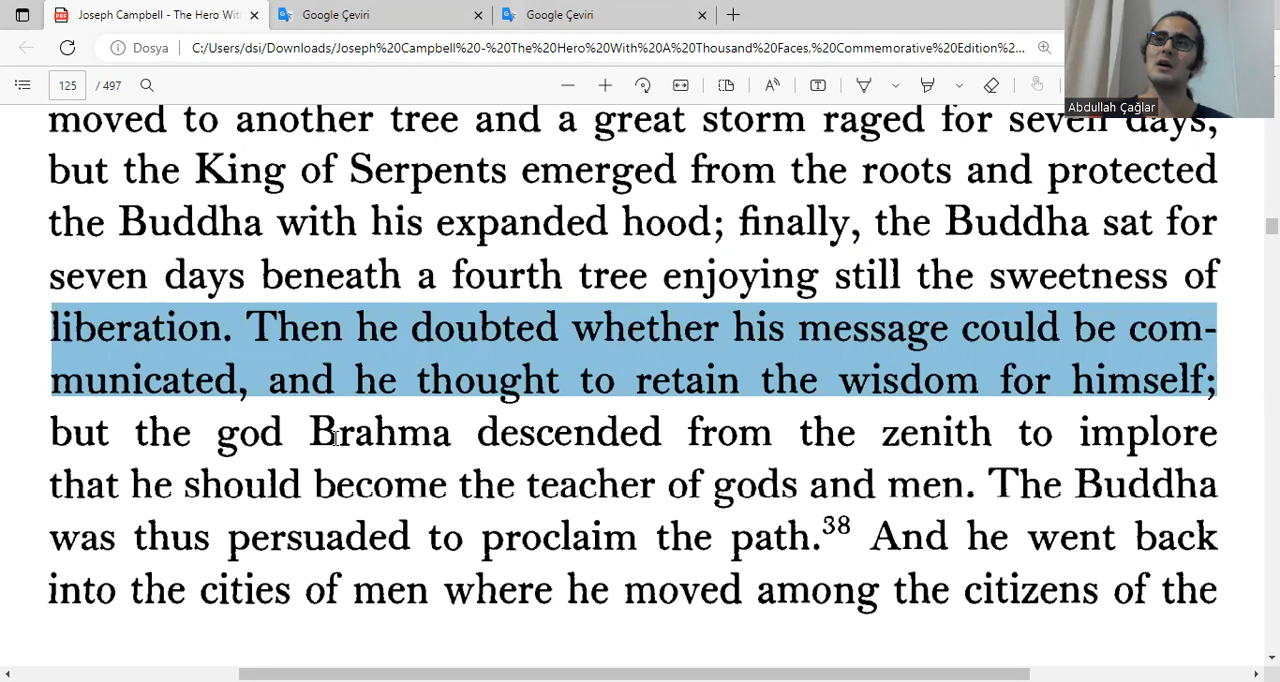 Joseph Campbell - The Hero Wit
Google Çeviri
Google Çeviri
Dosya
C:/Users/dsi/Downloads/Joseph%20Campbell%20-%20The%20Hero%20With%20A%20Thousand%20Faces,%20Commemorative%20Edition%20...
125 / 497
Abdullah Çağlar
moved to another tree and a great storm raged for seven days,
but the King of Serpents emerged from the roots and protected
the Buddha with his expanded hood; finally, the Buddha sat for
seven days beneath a fourth tree enjoying still the sweetness of
liberation. Then he doubted whether his message could be com-
municated, and he thought to retain the wisdom for himself;
but the god Brahma descended from the zenith to implore
that he should become the teacher of gods and men. The Buddha
was thus persuaded to proclaim the path.38 And he went back
into the cities of men where he moved among the citizens of the